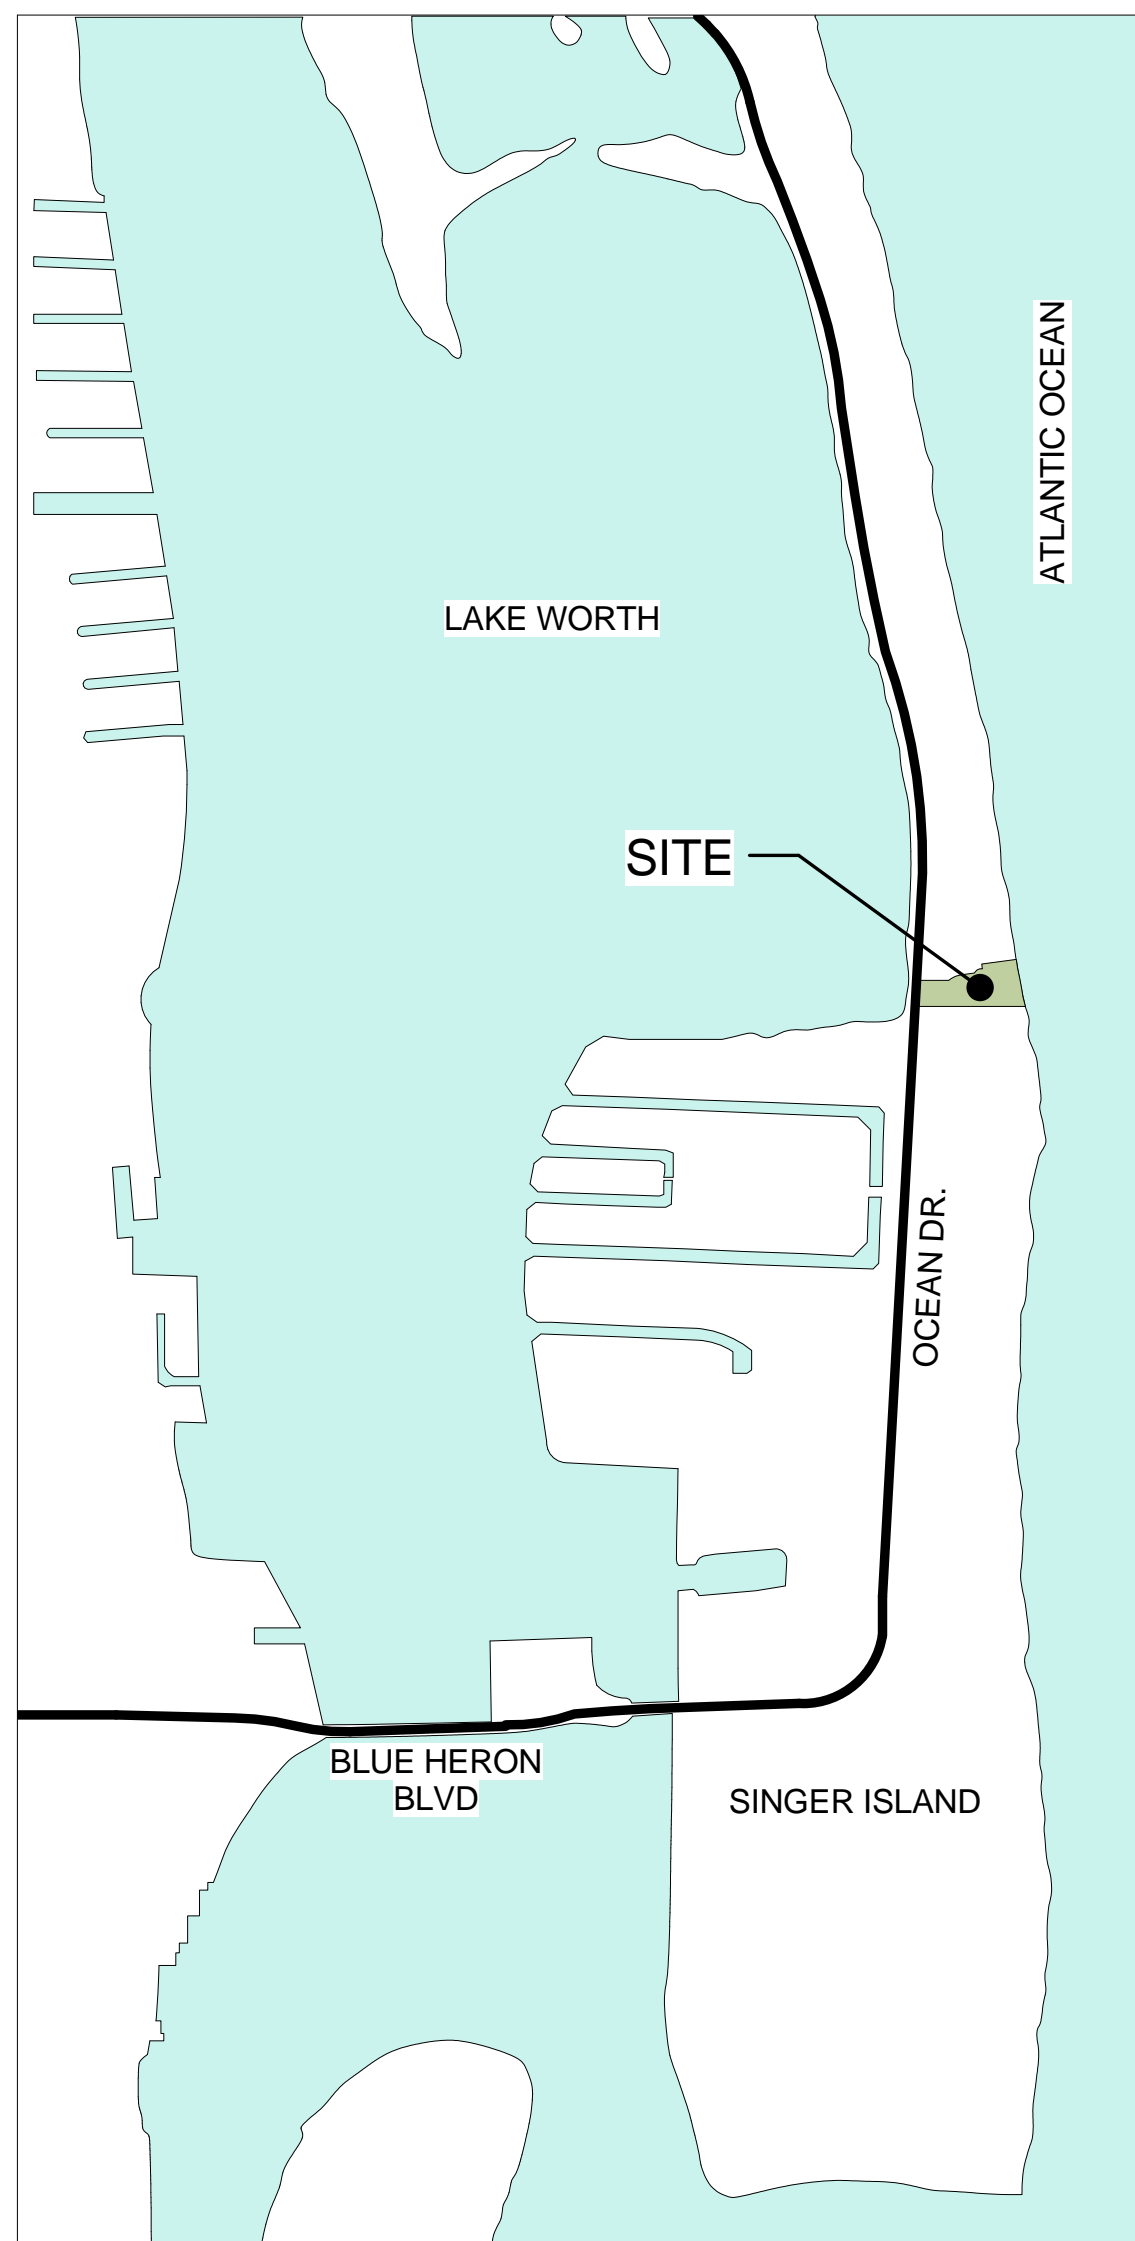 ATLANTIC OCEAN
LAKE WORTH
SITE
OCEAN DR.
BLUE HERON
BLVD
SINGER ISLAND